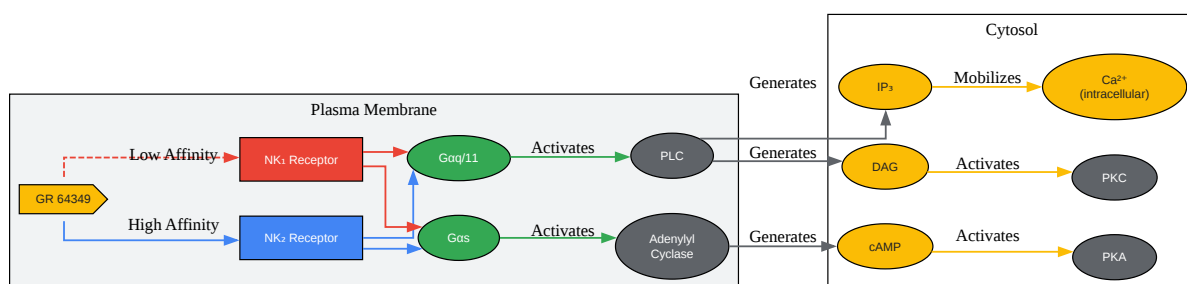 Cytosol
Generates
IP₃
Mobilizes
Ca²⁺
(intracellular)
Plasma Membrane
Low Affinity
NK₁ Receptor
Gαq/11
Activates
PLC
Generates
DAG
Activates
PKC
GR 64349
High Affinity
NK₂ Receptor
Gαs
Activates
Adenylyl
Cyclase
Generates
cAMP
Activates
PKA